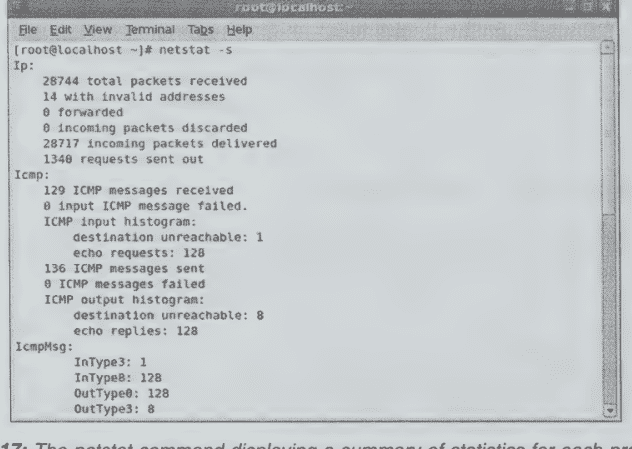 root@localhost:~
File Edit View Terminal Tabs Help
[root@localhost ~]# netstat -s
Ip:
28744 total packets received
14 with invalid addresses
0 forwarded
0 incoming packets discarded
28717 incoming packets delivered
1340 requests sent out
Icmp:
129 ICMP messages received
0 input ICMP message failed.
ICMP input histogram:
destination unreachable: 1
echo requests: 128
136 ICMP messages sent
0 ICMP messages failed
ICMP output histogram:
destination unreachable: 8
echo replies: 128
IcmpMsg:
InType3: 1
InType8: 128
OutType0: 128
OutType3: 8
17: The netstat command displaying a summary of statistics for each